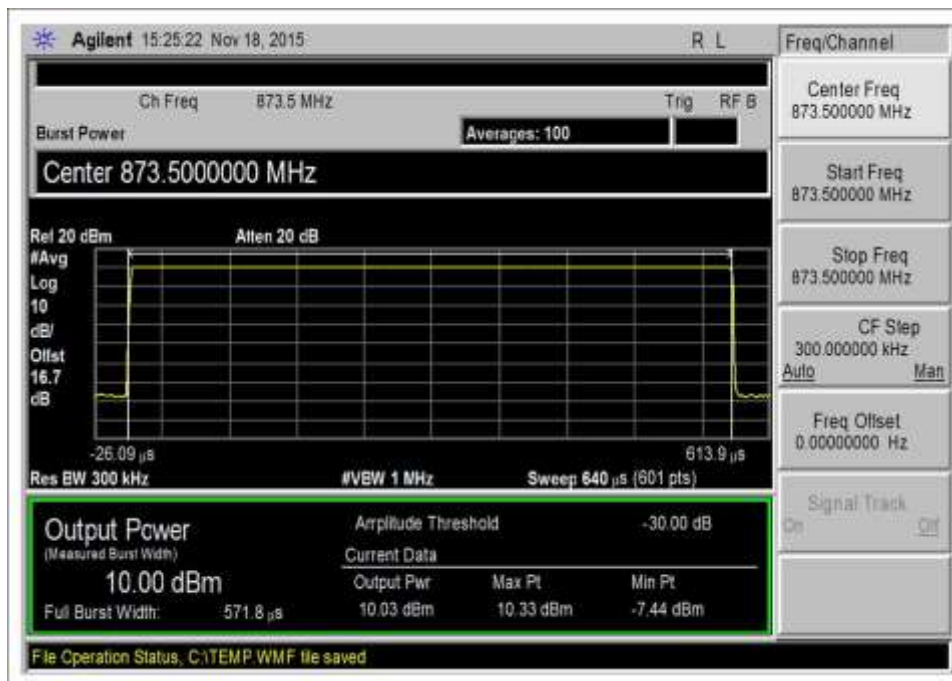 Agilent 15:25:22 Nov 18, 2015 R L
Freq/Channel
Ch Freq 873.5 MHz Trig RF B
Burst Power Averages: 100
Center 873.5000000 MHz
Ref 20 dBm Atten 20 dB
#Avg
Log
10
dB/
Offst
16.7
dB
-26.09 µs 613.9 µs
Res BW 300 kHz #VBW 1 MHz Sweep 640 µs (601 pts)
Output Power
(Measured Burst Width)
10.00 dBm
Full Burst Width: 571.8 µs
Amplitude Threshold -30.00 dB
Current Data
Output Pwr Max Pt Min Pt
10.03 dBm 10.33 dBm -7.44 dBm
File Operation Status, C:\TEMP.WMF file saved
Center Freq
873.500000 MHz
Start Freq
873.500000 MHz
Stop Freq
873.500000 MHz
CF Step
300.000000 kHz
Auto Man
Freq Offset
0.00000000 Hz
Signal Track
On Off